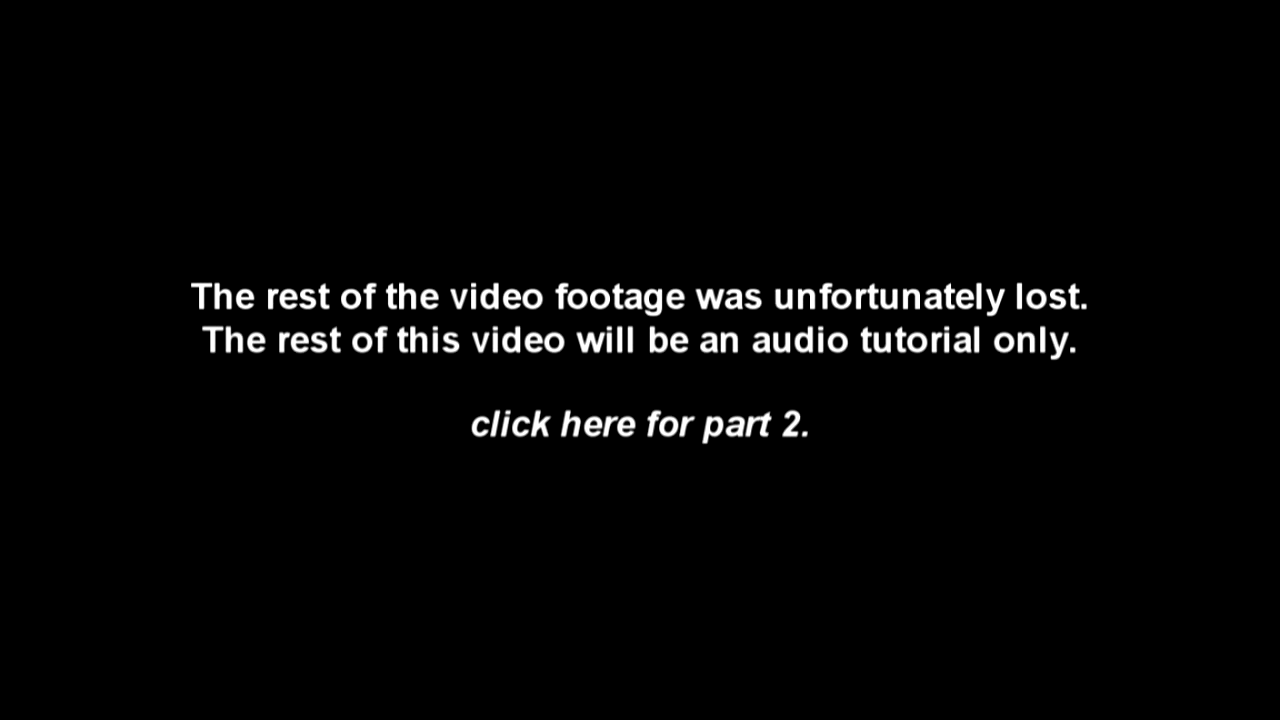 The rest of the video footage was unfortunately lost.
The rest of this video will be an audio tutorial only.
click here for part 2.